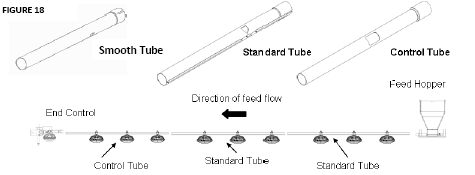 FIGURE 18
Smooth Tube
Standard Tube
Control Tube
Feed Hopper
Direction of feed flow
End Control
Control Tube
Standard Tube
Standard Tube